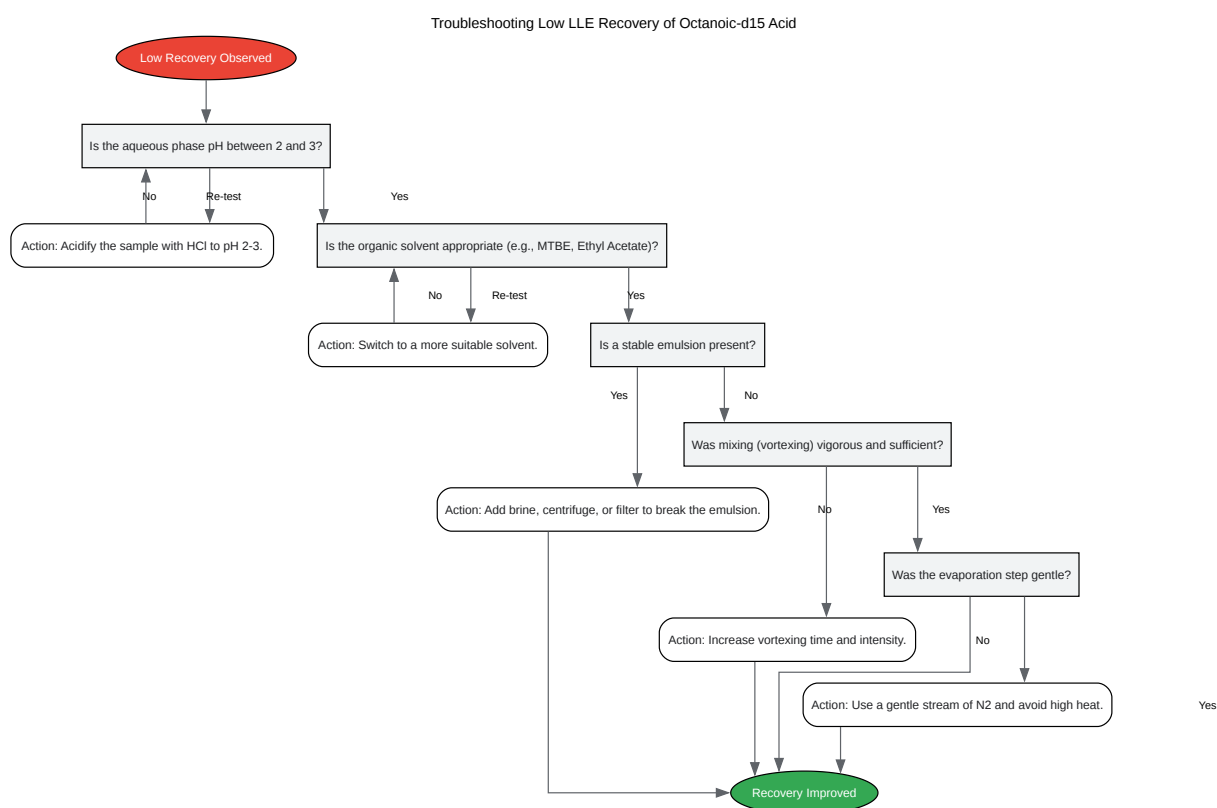 Troubleshooting Low LLE Recovery of Octanoic-d15 Acid
Low Recovery Observed
Is the aqueous phase pH between 2 and 3?
No
Re-test
Yes
Action: Acidify the sample with HCl to pH 2-3.
Is the organic solvent appropriate (e.g., MTBE, Ethyl Acetate)?
No
Re-test
Yes
Action: Switch to a more suitable solvent.
Is a stable emulsion present?
Yes
No
Was mixing (vortexing) vigorous and sufficient?
Action: Add brine, centrifuge, or filter to break the emulsion.
No
Yes
Was the evaporation step gentle?
Action: Increase vortexing time and intensity.
No
Action: Use a gentle stream of N2 and avoid high heat.
Yes
Recovery Improved